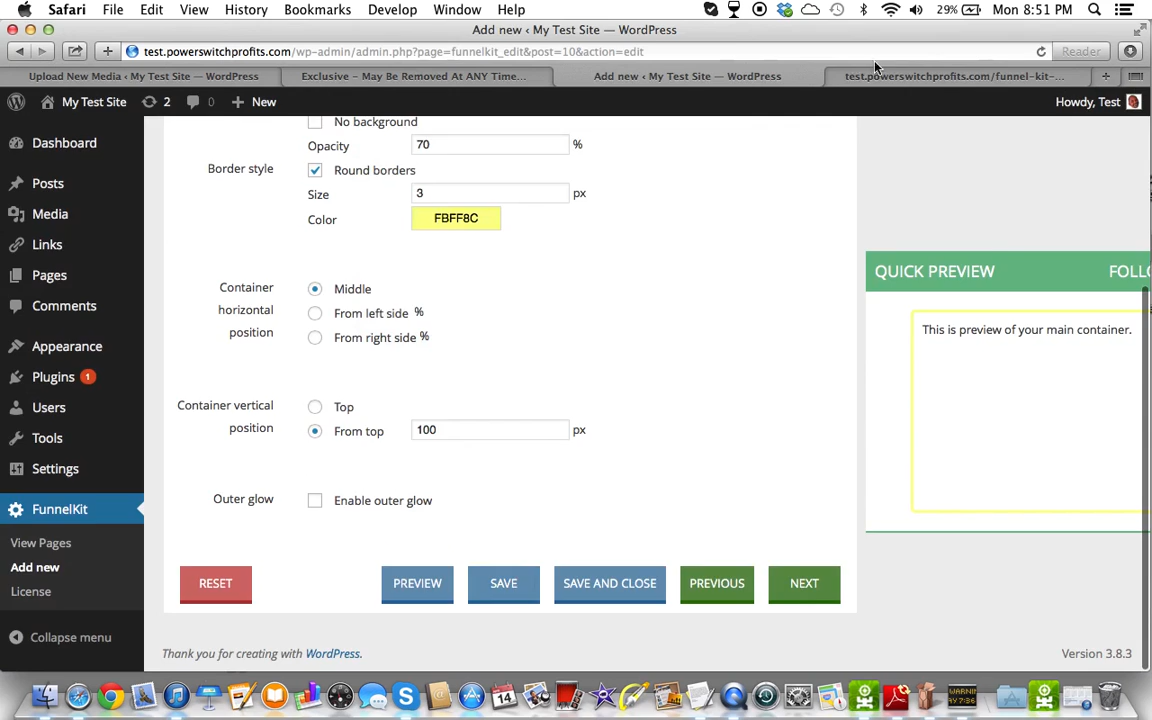 Safari File Edit View History Bookmarks Develop Window Help 29% Mon 8:51 PM
Add new ‹ My Test Site — WordPress
test.powerswitchprofits.com/wp-admin/admin.php?page=funnelkit_edit&post=10&action=edit Reader
Upload New Media ‹ My Test Site — WordPress Exclusive – May Be Removed At ANY Time... Add new ‹ My Test Site — WordPress test.powerswitchprofits.com/funnel-kit-...
My Test Site 2 0 + New Howdy, Test
Dashboard
Posts
Media
Links
Pages
Comments
Appearance
Plugins 1
Users
Tools
Settings
FunnelKit
View Pages
Add new
License
Collapse menu
No background
Opacity 70 %
Border style Round borders
Size 3 px
Color FBFF8C
Container horizontal position
Middle
From left side %
From right side %
Container vertical position
Top
From top 100 px
Outer glow Enable outer glow
RESET PREVIEW SAVE SAVE AND CLOSE PREVIOUS NEXT
QUICK PREVIEW FOLL
This is preview of your main container.
Thank you for creating with WordPress. Version 3.8.3
14